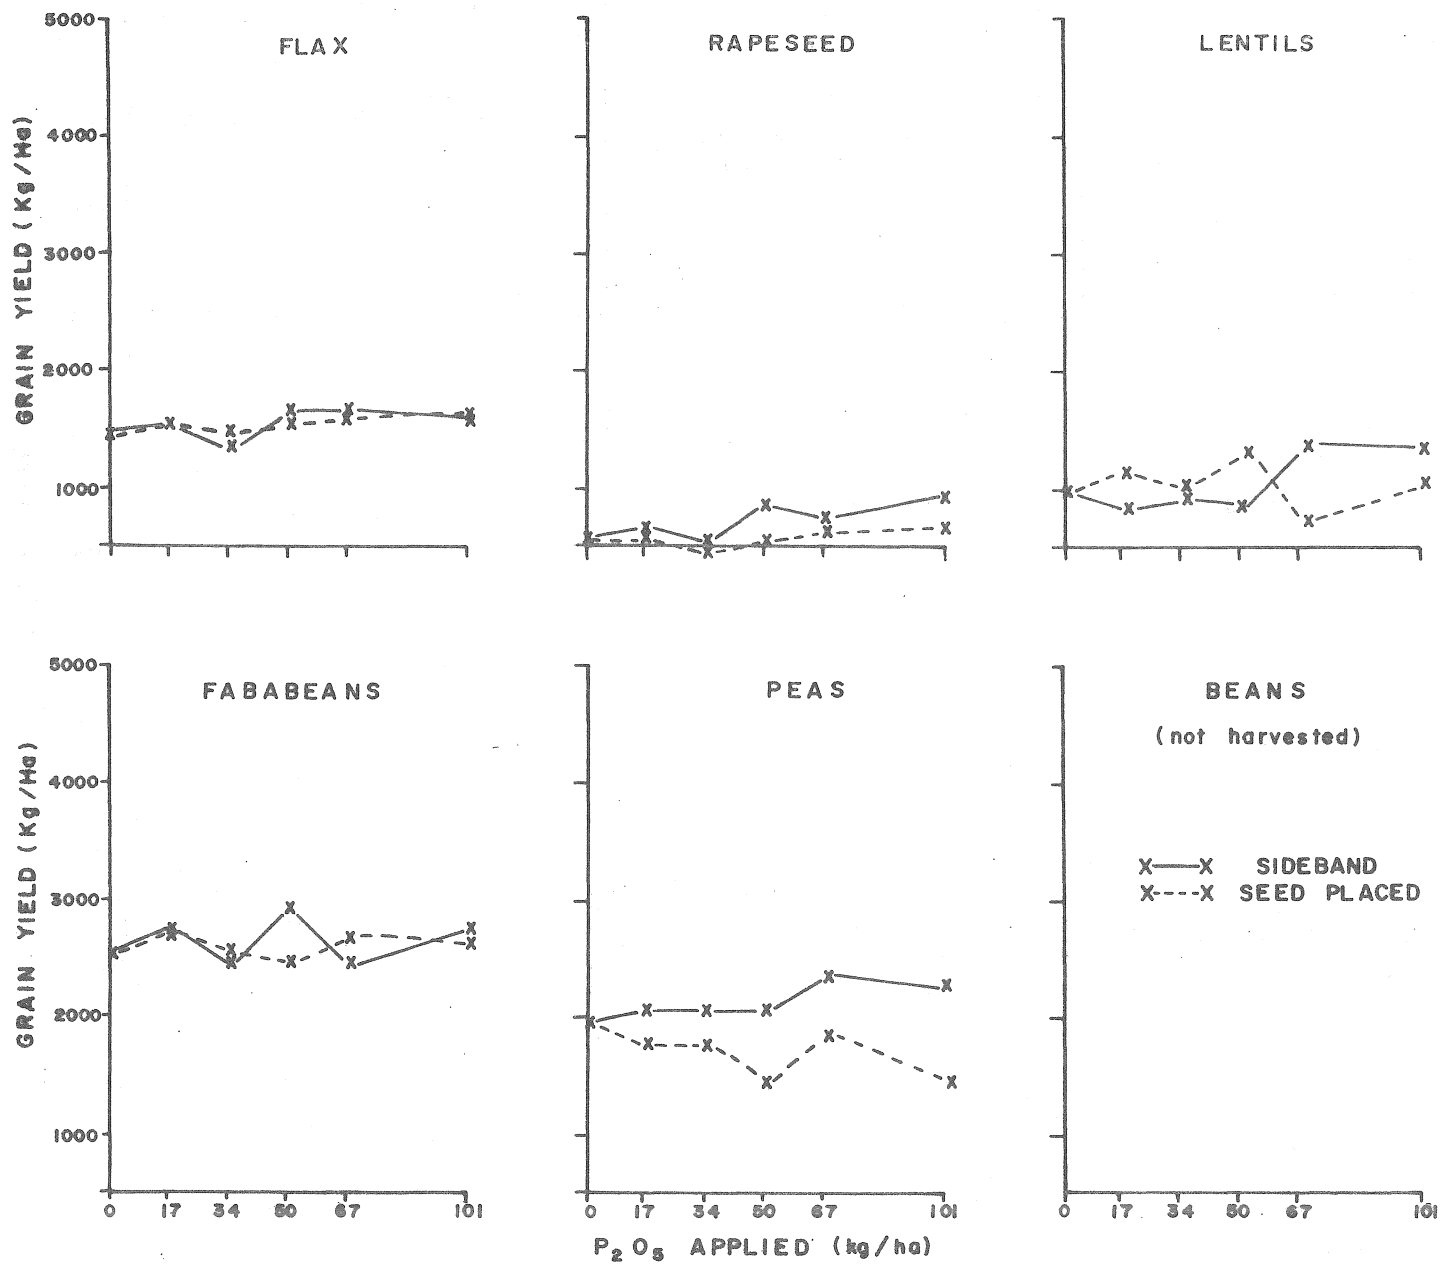 FLAX
RAPESEED
LENTILS
5000
4000
3000
2000
1000
GRAIN YIELD (Kg/Ha)
FABABEANS
PEAS
BEANS
(not harvested)
X——X SIDEBAND
X----X SEED PLACED
5000
4000
3000
2000
1000
GRAIN YIELD (Kg/Ha)
0 17 34 50 67 101
0 17 34 50 67 101
17 34 50 67 101
P2O5 APPLIED (kg/ha)